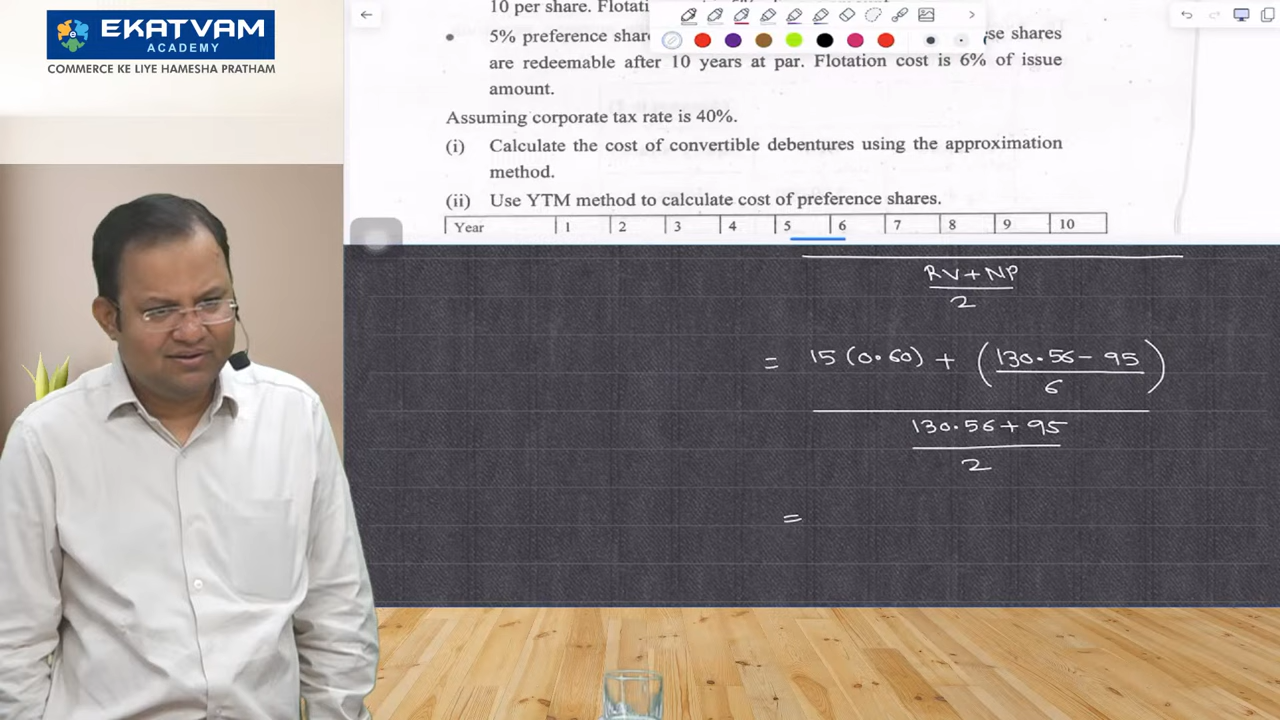 EKATVAM
ACADEMY
COMMERCE KE LIYE HAMESHA PRATHAM
10 per share.
5% preference
se shares
are redeemable after 10 years at par. Flotation cost is 6% of issue
amount.
Assuming corporate tax rate is 40%.
(i) Calculate the cost of convertible debentures using the approximation
method.
(ii) Use YTM method to calculate cost of preference shares.
Year 1 2 3 4 5 6 7 8 9 10
RV + NP
2
= 15 (0.60) + (130.56 - 95
6 )
130.56 + 95
2
=